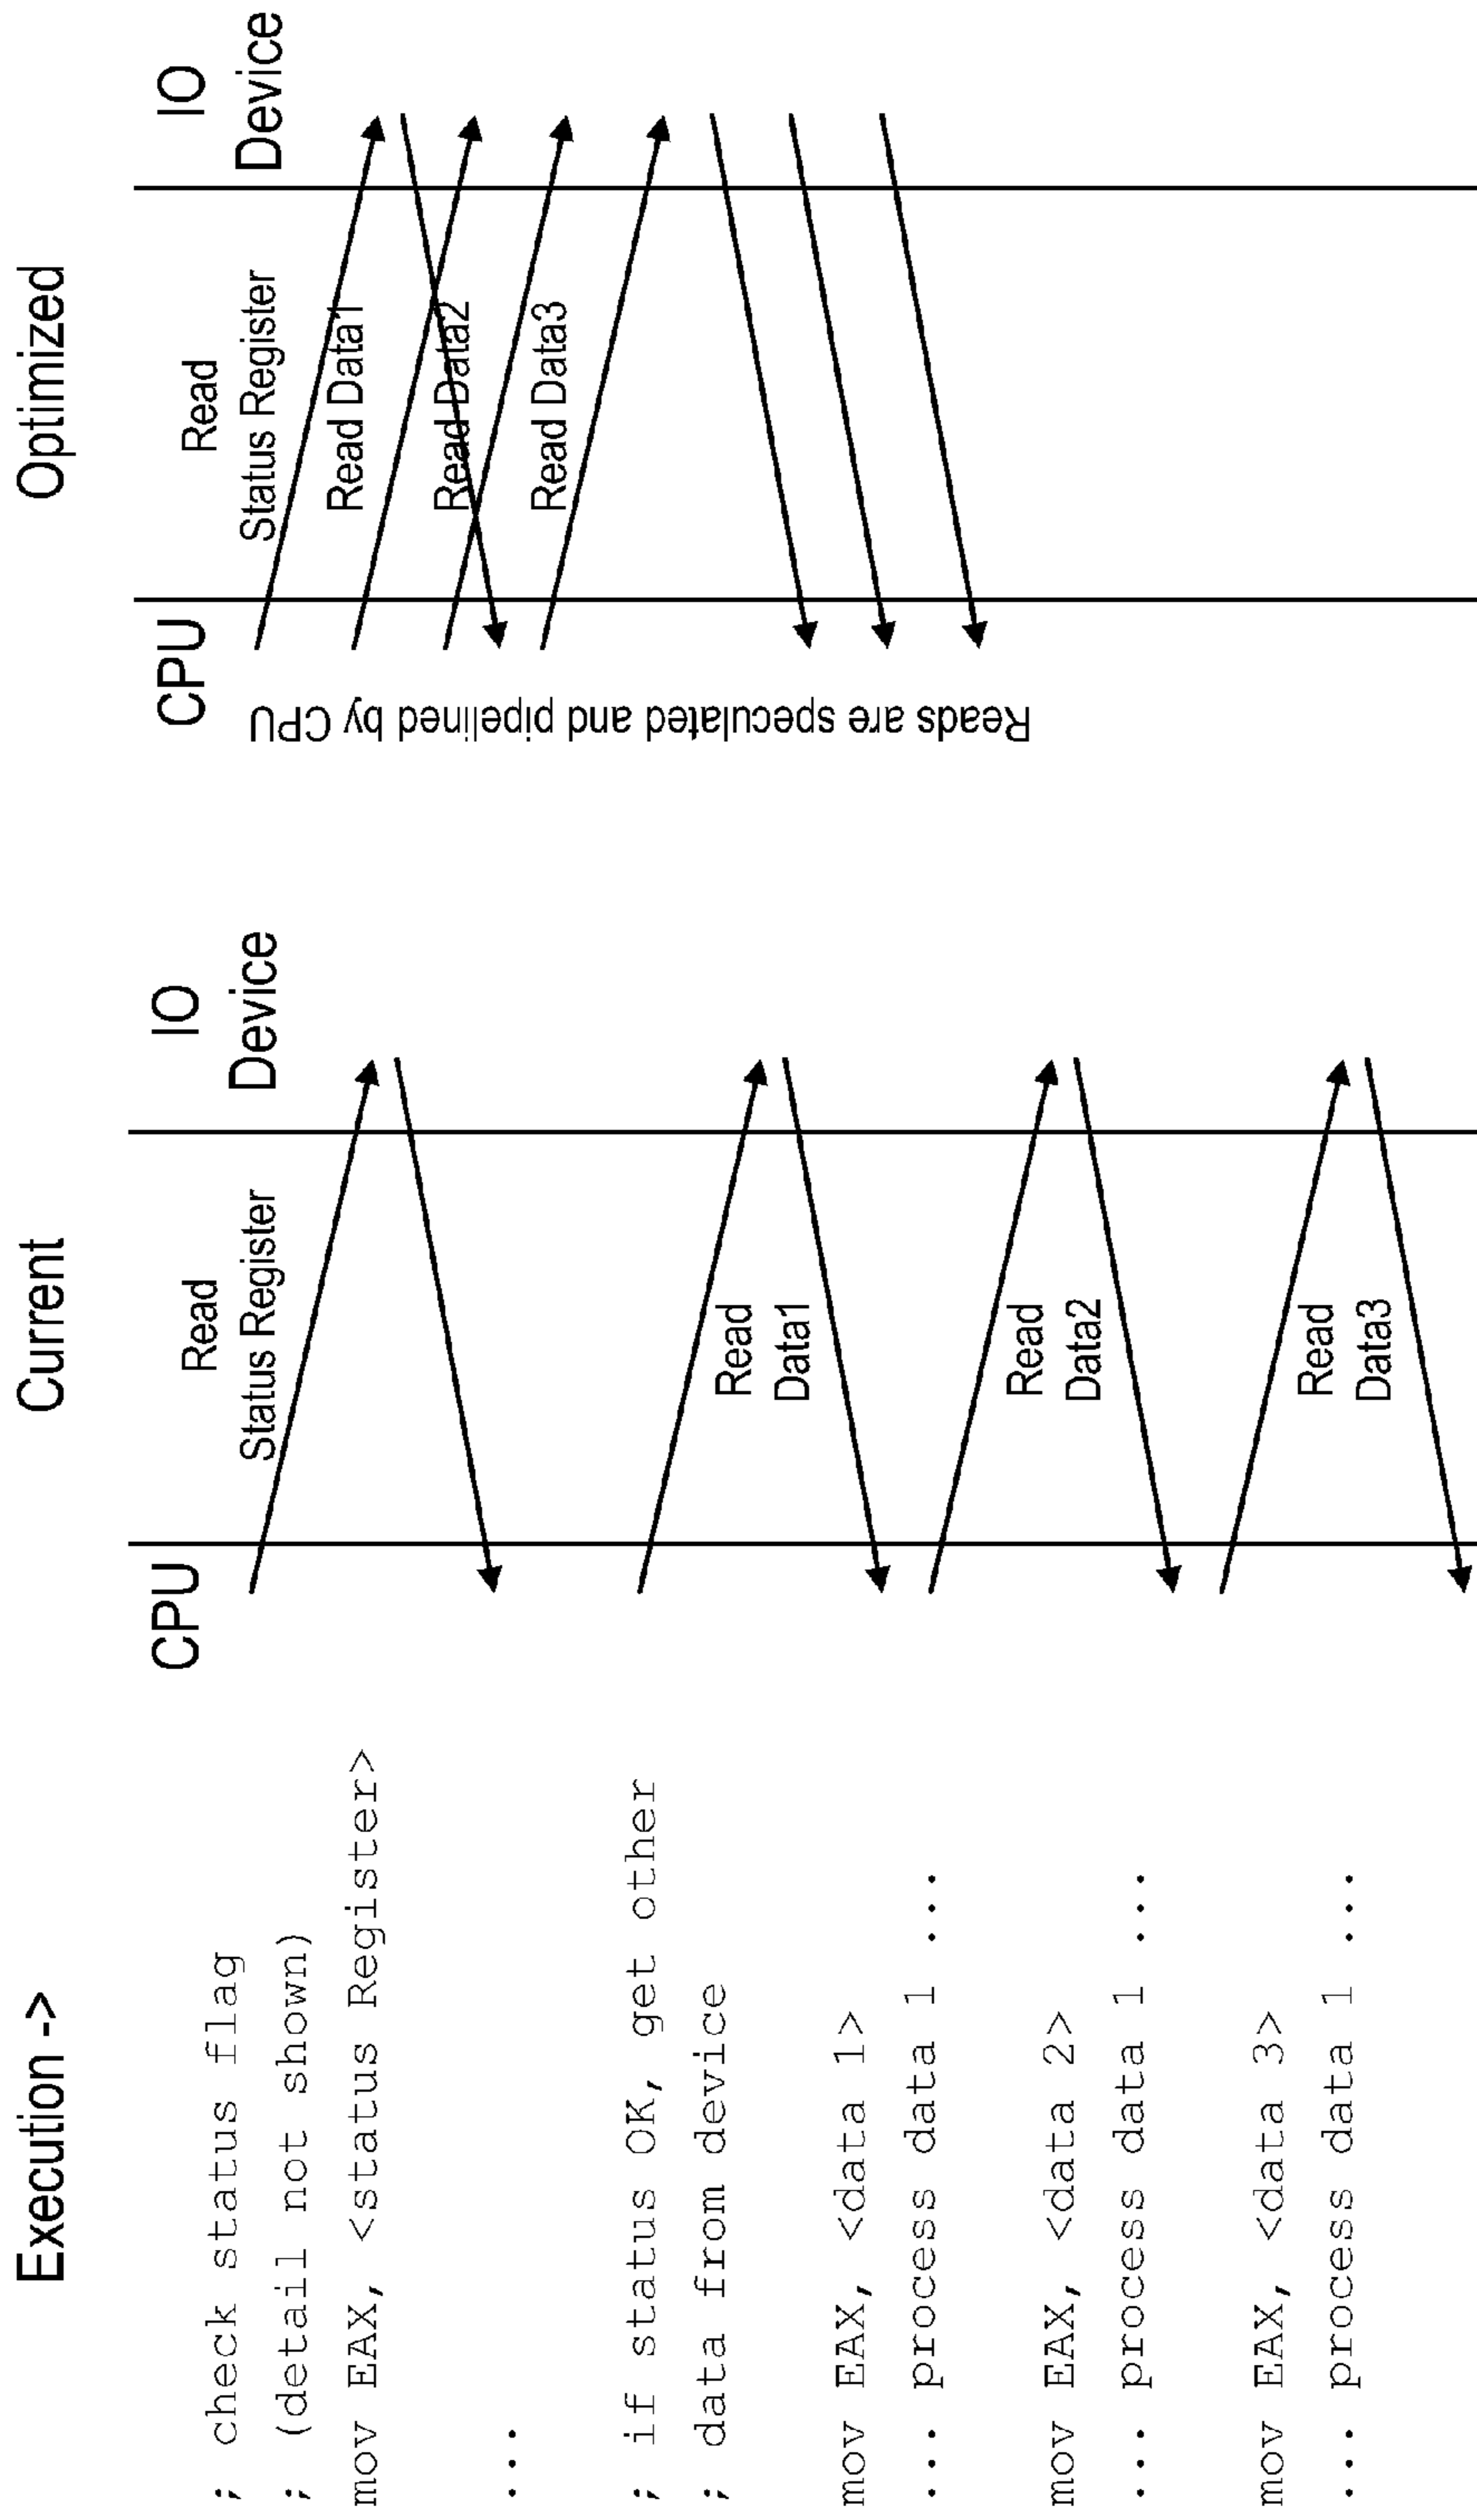 Execution ->
; check status flag
; (detail not shown)
mov EAX, <status Register>
...
; if status OK, get other
; data from device
mov EAX, <data 1>
... process data 1 ...
mov EAX, <data 2>
... process data 1 ...
mov EAX, <data 3>
... process data 1 ...
Current
CPU
IO
Device
Read
Status Register
Read
Data1
Read
Data2
Read
Data3
Optimized
CPU
IO
Device
Read
Status Register
Read Data1
Read Data2
Read Data3
Reads are speculated and pipelined by CPU